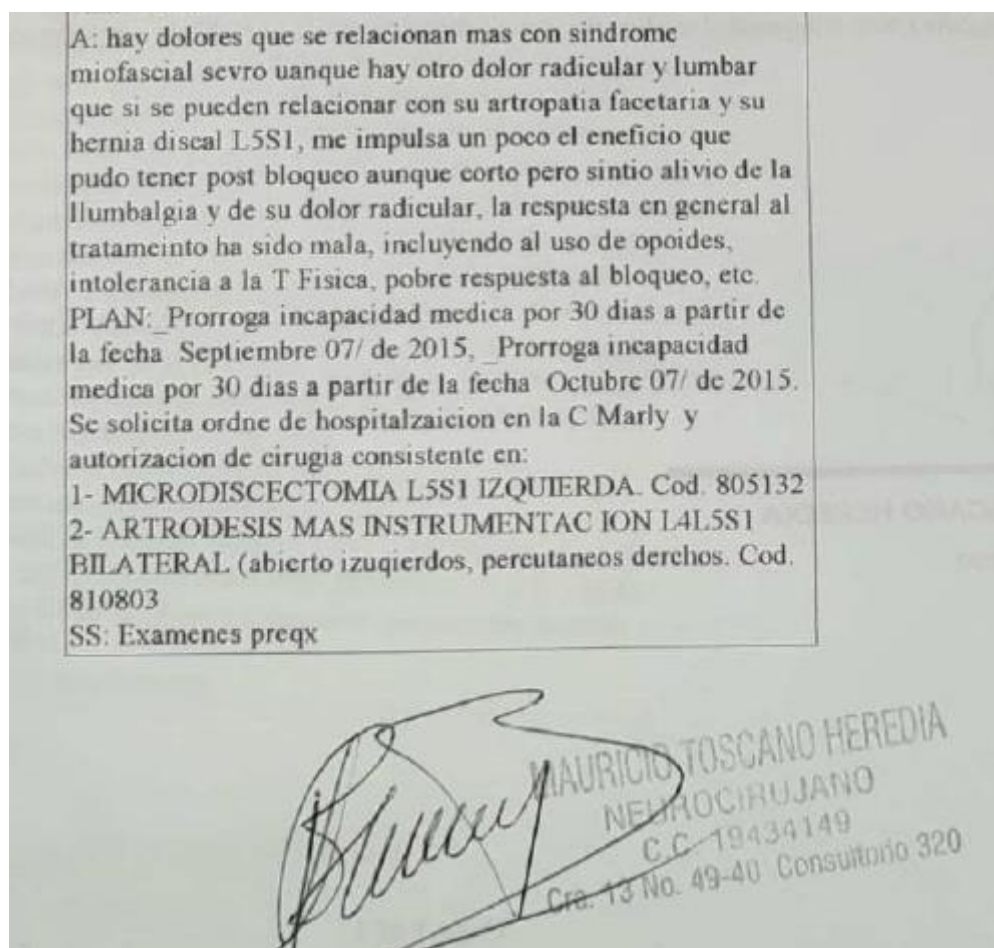 A: hay dolores que se relacionan mas con sindrome
miofascial sevro uanque hay otro dolor radicular y lumbar
que si se pueden relacionar con su artropatia facetaria y su
hernia discal L5S1, me impulsa un poco el eneficio que
pudo tener post bloqueo aunque corto pero sintio alivio de la
llumbalgia y de su dolor radicular, la respuesta en general al
tratameinto ha sido mala, incluyendo al uso de opoides,
intolerancia a la T Fisica, pobre respuesta al bloqueo, etc.
PLAN:_Prorroga incapacidad medica por 30 dias a partir de
la fecha  Septiembre 07/ de 2015, _Prorroga incapacidad
medica por 30 dias a partir de la fecha  Octubre 07/ de 2015.
Se solicita ordne de hospitalzaicion en la C Marly  y
autorizacion de cirugia consistente en:
1- MICRODISCECTOMIA L5S1 IZQUIERDA. Cod. 805132
2- ARTRODESIS MAS INSTRUMENTAC ION L4L5S1
BILATERAL (abierto izuqierdos, percutaneos derchos. Cod.
810803
SS: Examenes preqx
MAURICIO TOSCANO HEREDIA
NEUROCIRUJANO
C.C. 19434149
Cra. 13 No. 49-40 Consultorio 320